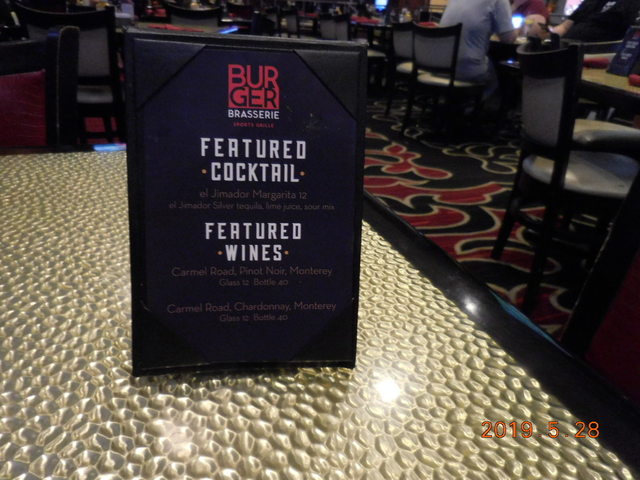 BUR
GER
BRASSERIE
SPORTS GRILLE
FEATURED
• COCKTAIL •
el Jimador Margarita 12
el Jimador Silver tequila, lime juice, sour mix
FEATURED
• WINES •
Carmel Road, Pinot Noir, Monterey
Glass 12 Bottle 40
Carmel Road, Chardonnay, Monterey
Glass 12 Bottle 40
2019. 5. 28